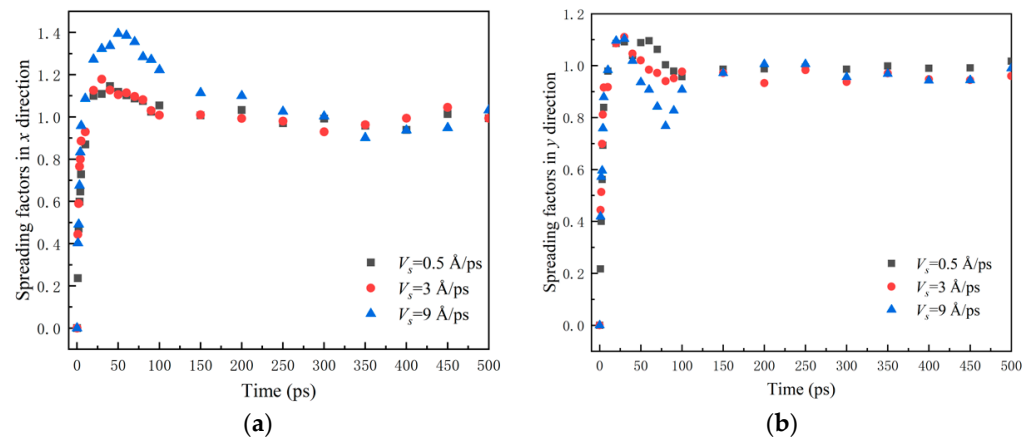 (a)
Spreading factors in x direction
1.4
1.2
1.0
0.8
0.6
0.4
0.2
0.0
Vs=0.5 Å/ps
Vs=3 Å/ps
Vs=9 Å/ps
0 50 100 150 200 250 300 350 400 450 500
Time (ps)
(a)
(b)
Spreading factors in y direction
1.2
1.0
0.8
0.6
0.4
0.2
0.0
Vs=0.5 Å/ps
Vs=3 Å/ps
Vs=9 Å/ps
0 50 100 150 200 250 300 350 400 450 500
Time (ps)
(b)